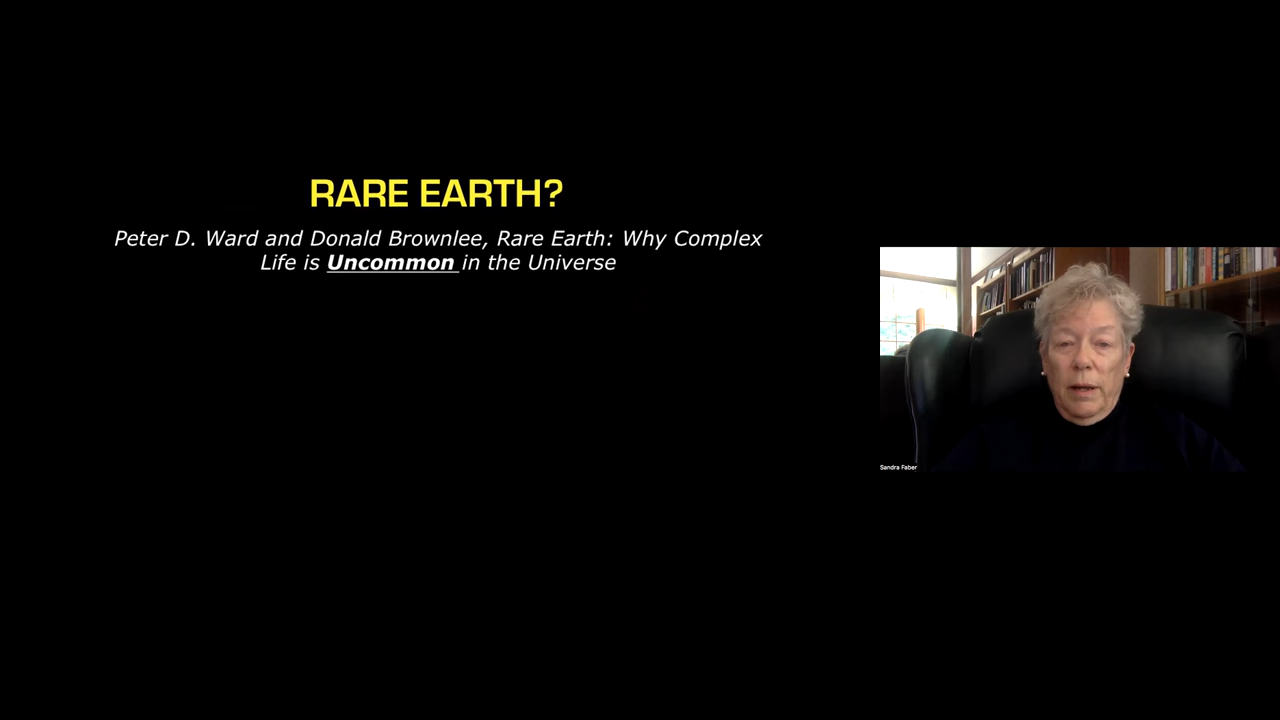 RARE EARTH?
Peter D. Ward and Donald Brownlee, Rare Earth: Why Complex
Life is Uncommon in the Universe
Sandra Faber